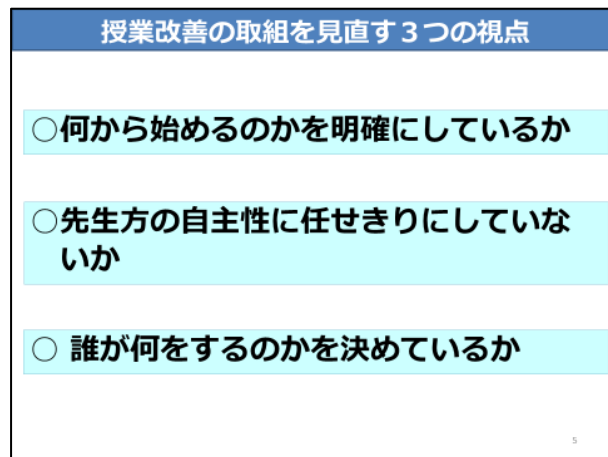 授業改善の取組を見直す３つの視点
○何から始めるのかを明確にしているか
○先生方の自主性に任せきりにしていな
いか
○ 誰が何をするのかを決めているか
5